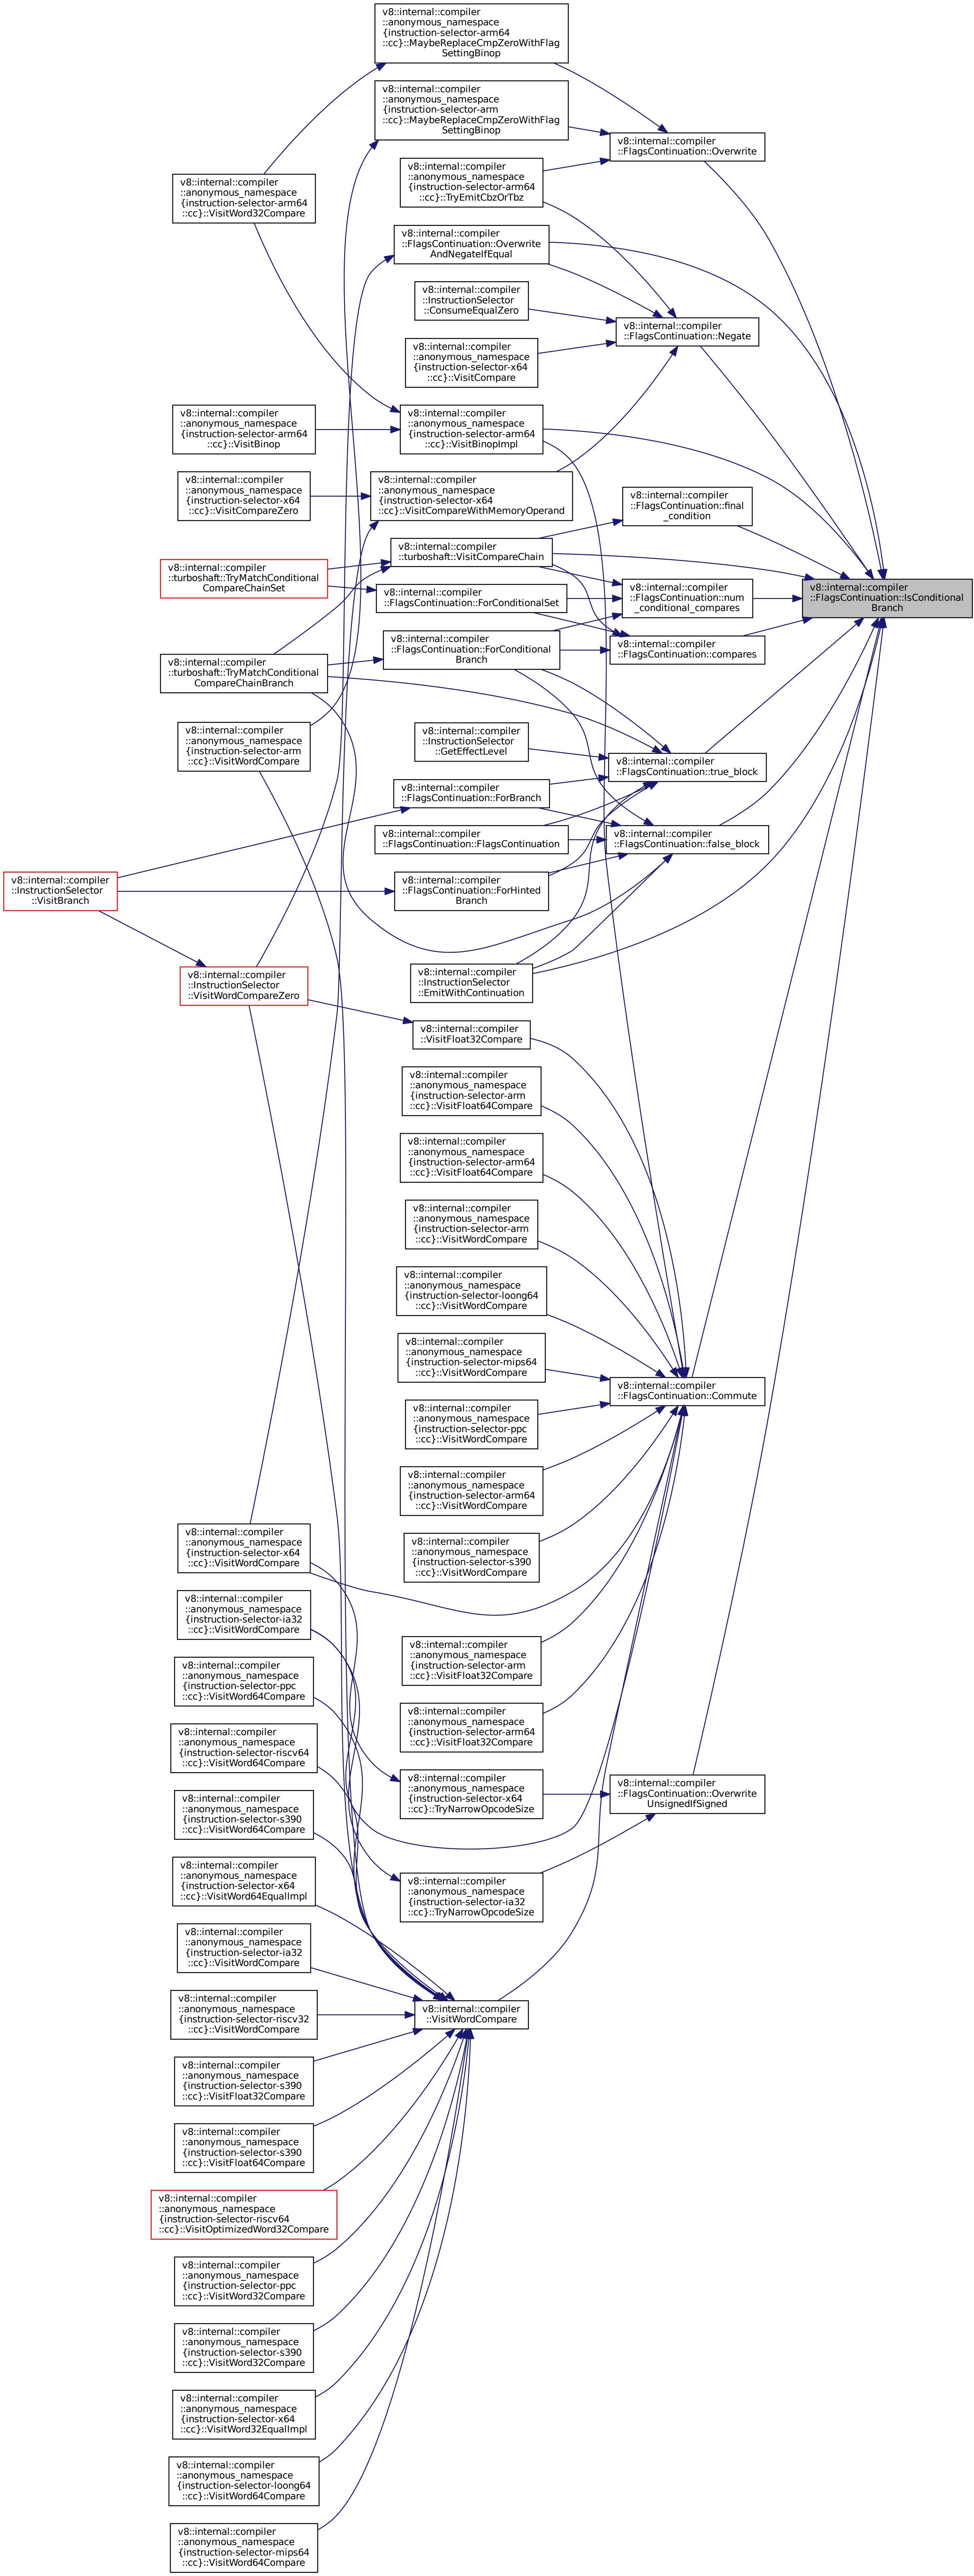 v8::internal::compiler
::anonymous_namespace
{instruction-selector-arm64
::cc}::MaybeReplaceCmpZeroWithFlag
SettingBinop
v8::internal::compiler
::anonymous_namespace
{instruction-selector-arm
::cc}::MaybeReplaceCmpZeroWithFlag
SettingBinop
v8::internal::compiler
::FlagsContinuation::Overwrite
v8::internal::compiler
::anonymous_namespace
{instruction-selector-arm64
::cc}::TryEmitCbzOrTbz
v8::internal::compiler
::anonymous_namespace
{instruction-selector-arm64
::cc}::VisitWord32Compare
v8::internal::compiler
::FlagsContinuation::Overwrite
AndNegateIfEqual
v8::internal::compiler
::InstructionSelector
::ConsumeEqualZero
v8::internal::compiler
::FlagsContinuation::Negate
v8::internal::compiler
::anonymous_namespace
{instruction-selector-x64
::cc}::VisitCompare
v8::internal::compiler
::anonymous_namespace
{instruction-selector-arm64
::cc}::VisitBinop
v8::internal::compiler
::anonymous_namespace
{instruction-selector-arm64
::cc}::VisitBinopImpl
v8::internal::compiler
::anonymous_namespace
{instruction-selector-x64
::cc}::VisitCompareZero
v8::internal::compiler
::anonymous_namespace
{instruction-selector-x64
::cc}::VisitCompareWithMemoryOperand
v8::internal::compiler
::FlagsContinuation::final
_condition
v8::internal::compiler
::turboshaft::VisitCompareChain
v8::internal::compiler
::turboshaft::TryMatchConditional
CompareChainSet
v8::internal::compiler
::FlagsContinuation::ForConditionalSet
v8::internal::compiler
::FlagsContinuation::num
_conditional_compares
v8::internal::compiler
::FlagsContinuation::IsConditional
Branch
v8::internal::compiler
::FlagsContinuation::ForConditional
Branch
v8::internal::compiler
::FlagsContinuation::compares
v8::internal::compiler
::turboshaft::TryMatchConditional
CompareChainBranch
v8::internal::compiler
::anonymous_namespace
{instruction-selector-arm
::cc}::VisitWordCompare
v8::internal::compiler
::InstructionSelector
::GetEffectLevel
v8::internal::compiler
::FlagsContinuation::true_block
v8::internal::compiler
::FlagsContinuation::ForBranch
v8::internal::compiler
::FlagsContinuation::FlagsContinuation
v8::internal::compiler
::FlagsContinuation::false_block
v8::internal::compiler
::InstructionSelector
::VisitBranch
v8::internal::compiler
::FlagsContinuation::ForHinted
Branch
v8::internal::compiler
::InstructionSelector
::VisitWordCompareZero
v8::internal::compiler
::InstructionSelector
::EmitWithContinuation
v8::internal::compiler
::VisitFloat32Compare
v8::internal::compiler
::anonymous_namespace
{instruction-selector-arm
::cc}::VisitFloat64Compare
v8::internal::compiler
::anonymous_namespace
{instruction-selector-arm64
::cc}::VisitFloat64Compare
v8::internal::compiler
::anonymous_namespace
{instruction-selector-arm
::cc}::VisitWordCompare
v8::internal::compiler
::anonymous_namespace
{instruction-selector-loong64
::cc}::VisitWordCompare
v8::internal::compiler
::anonymous_namespace
{instruction-selector-mips64
::cc}::VisitWordCompare
v8::internal::compiler
::FlagsContinuation::Commute
v8::internal::compiler
::anonymous_namespace
{instruction-selector-ppc
::cc}::VisitWordCompare
v8::internal::compiler
::anonymous_namespace
{instruction-selector-arm64
::cc}::VisitWordCompare
v8::internal::compiler
::anonymous_namespace
{instruction-selector-s390
::cc}::VisitWordCompare
v8::internal::compiler
::anonymous_namespace
{instruction-selector-x64
::cc}::VisitWordCompare
v8::internal::compiler
::anonymous_namespace
{instruction-selector-ia32
::cc}::VisitWordCompare
v8::internal::compiler
::anonymous_namespace
{instruction-selector-arm
::cc}::VisitFloat32Compare
v8::internal::compiler
::anonymous_namespace
{instruction-selector-ppc
::cc}::VisitWord64Compare
v8::internal::compiler
::anonymous_namespace
{instruction-selector-arm64
::cc}::VisitFloat32Compare
v8::internal::compiler
::anonymous_namespace
{instruction-selector-riscv64
::cc}::VisitWord64Compare
v8::internal::compiler
::anonymous_namespace
{instruction-selector-x64
::cc}::TryNarrowOpcodeSize
v8::internal::compiler
::FlagsContinuation::Overwrite
UnsignedIfSigned
v8::internal::compiler
::anonymous_namespace
{instruction-selector-s390
::cc}::VisitWord64Compare
v8::internal::compiler
::anonymous_namespace
{instruction-selector-x64
::cc}::VisitWord64EqualImpl
v8::internal::compiler
::anonymous_namespace
{instruction-selector-ia32
::cc}::TryNarrowOpcodeSize
v8::internal::compiler
::anonymous_namespace
{instruction-selector-ia32
::cc}::VisitWordCompare
v8::internal::compiler
::anonymous_namespace
{instruction-selector-riscv32
::cc}::VisitWordCompare
v8::internal::compiler
::VisitWordCompare
v8::internal::compiler
::anonymous_namespace
{instruction-selector-s390
::cc}::VisitFloat32Compare
v8::internal::compiler
::anonymous_namespace
{instruction-selector-s390
::cc}::VisitFloat64Compare
v8::internal::compiler
::anonymous_namespace
{instruction-selector-riscv64
::cc}::VisitOptimizedWord32Compare
v8::internal::compiler
::anonymous_namespace
{instruction-selector-ppc
::cc}::VisitWord32Compare
v8::internal::compiler
::anonymous_namespace
{instruction-selector-s390
::cc}::VisitWord32Compare
v8::internal::compiler
::anonymous_namespace
{instruction-selector-x64
::cc}::VisitWord32EqualImpl
v8::internal::compiler
::anonymous_namespace
{instruction-selector-loong64
::cc}::VisitWord64Compare
v8::internal::compiler
::anonymous_namespace
{instruction-selector-mips64
::cc}::VisitWord64Compare